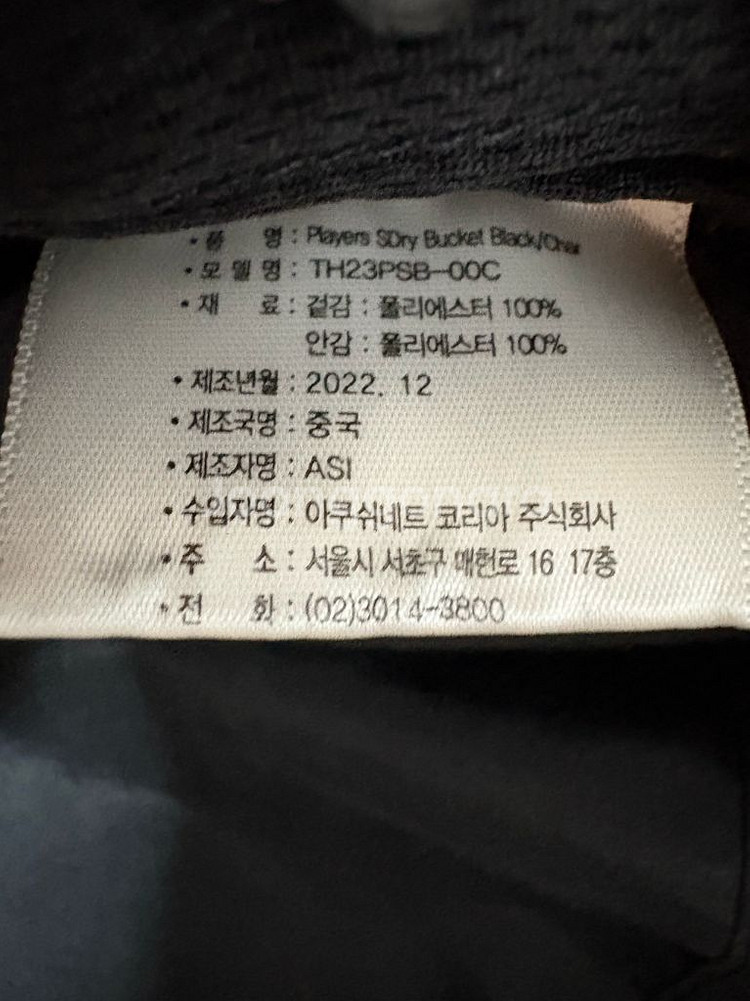 • 품 명 : Players SDry Bucket Black/Char
• 모 델 명 : TH23PSB-00C
• 재 료 : 겉감 : 폴리에스터 100%
안감 : 폴리에스터 100%
• 제조년월 : 2022. 12
• 제조국명 : 중국
• 제조자명 : ASI
• 수입자명 : 아쿠쉬네트 코리아 주식회사
• 주 소 : 서울시 서초구 매헌로 16 17층
• 전 화 : (02)3014-3800